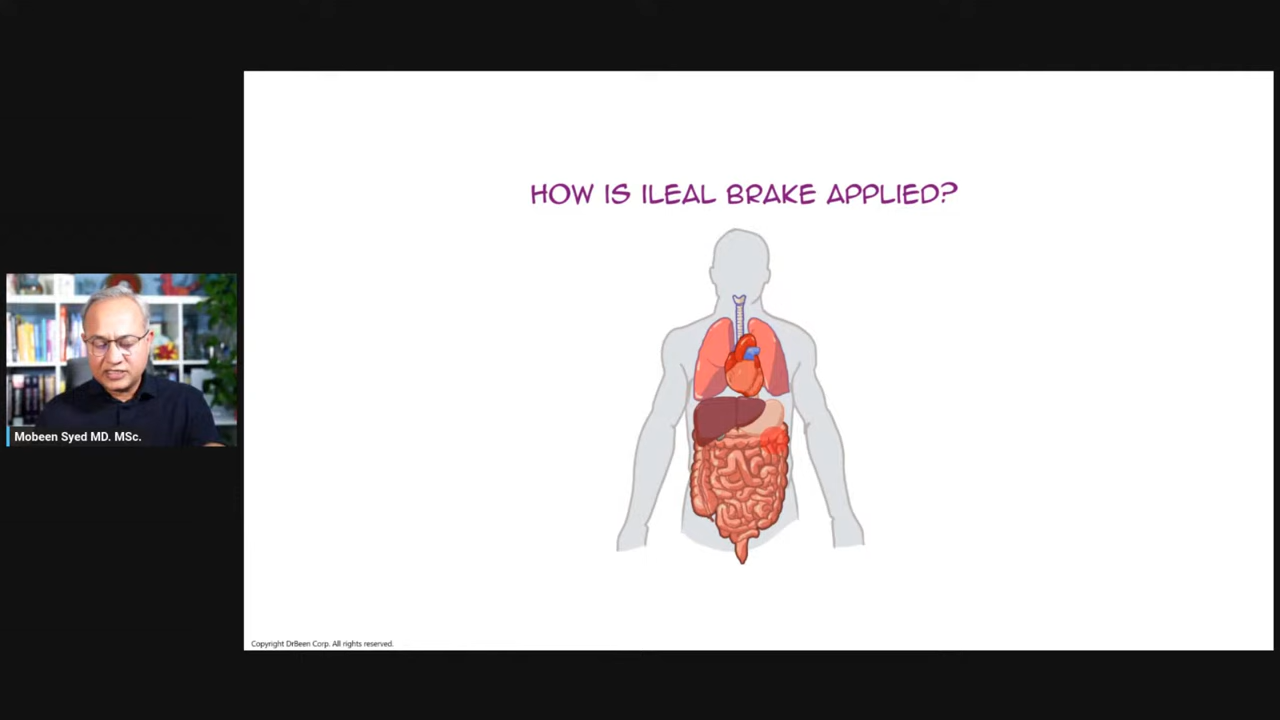 HOW IS ILEAL BRAKE APPLIED?
Mobeen Syed MD. MSc.
Copyright DrBeen Corp. All rights reserved.